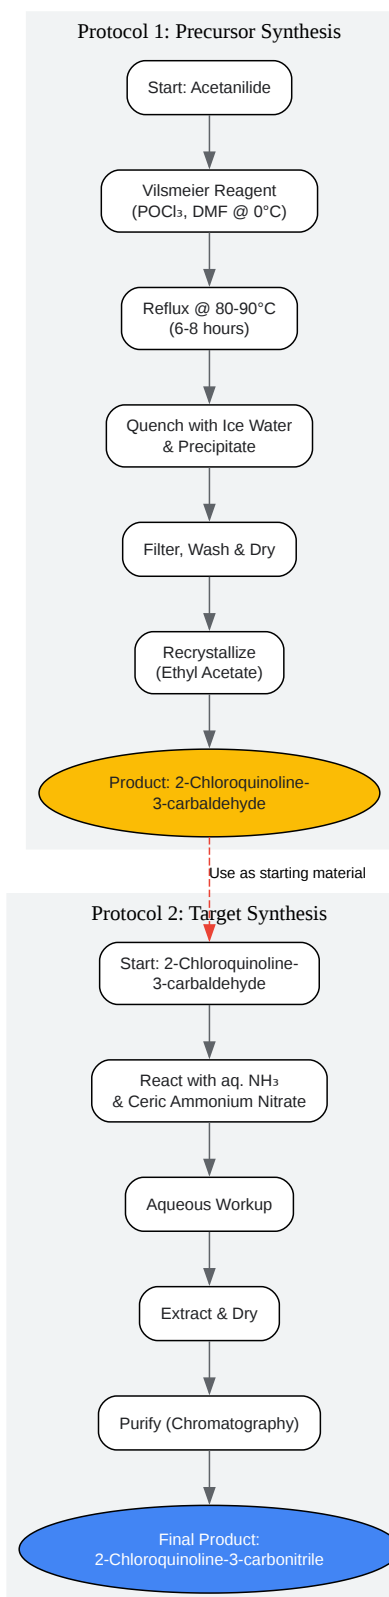 Protocol 1: Precursor Synthesis
Start: Acetanilide
Vilsmeier Reagent
(POCl₃, DMF @ 0°C)
Reflux @ 80-90°C
(6-8 hours)
Quench with Ice Water
& Precipitate
Filter, Wash & Dry
Recrystallize
(Ethyl Acetate)
Product: 2-Chloroquinoline-
3-carbaldehyde
Use as starting material
Protocol 2: Target Synthesis
Start: 2-Chloroquinoline-
3-carbaldehyde
React with aq. NH₃
& Ceric Ammonium Nitrate
Aqueous Workup
Extract & Dry
Purify (Chromatography)
Final Product:
2-Chloroquinoline-3-carbonitrile